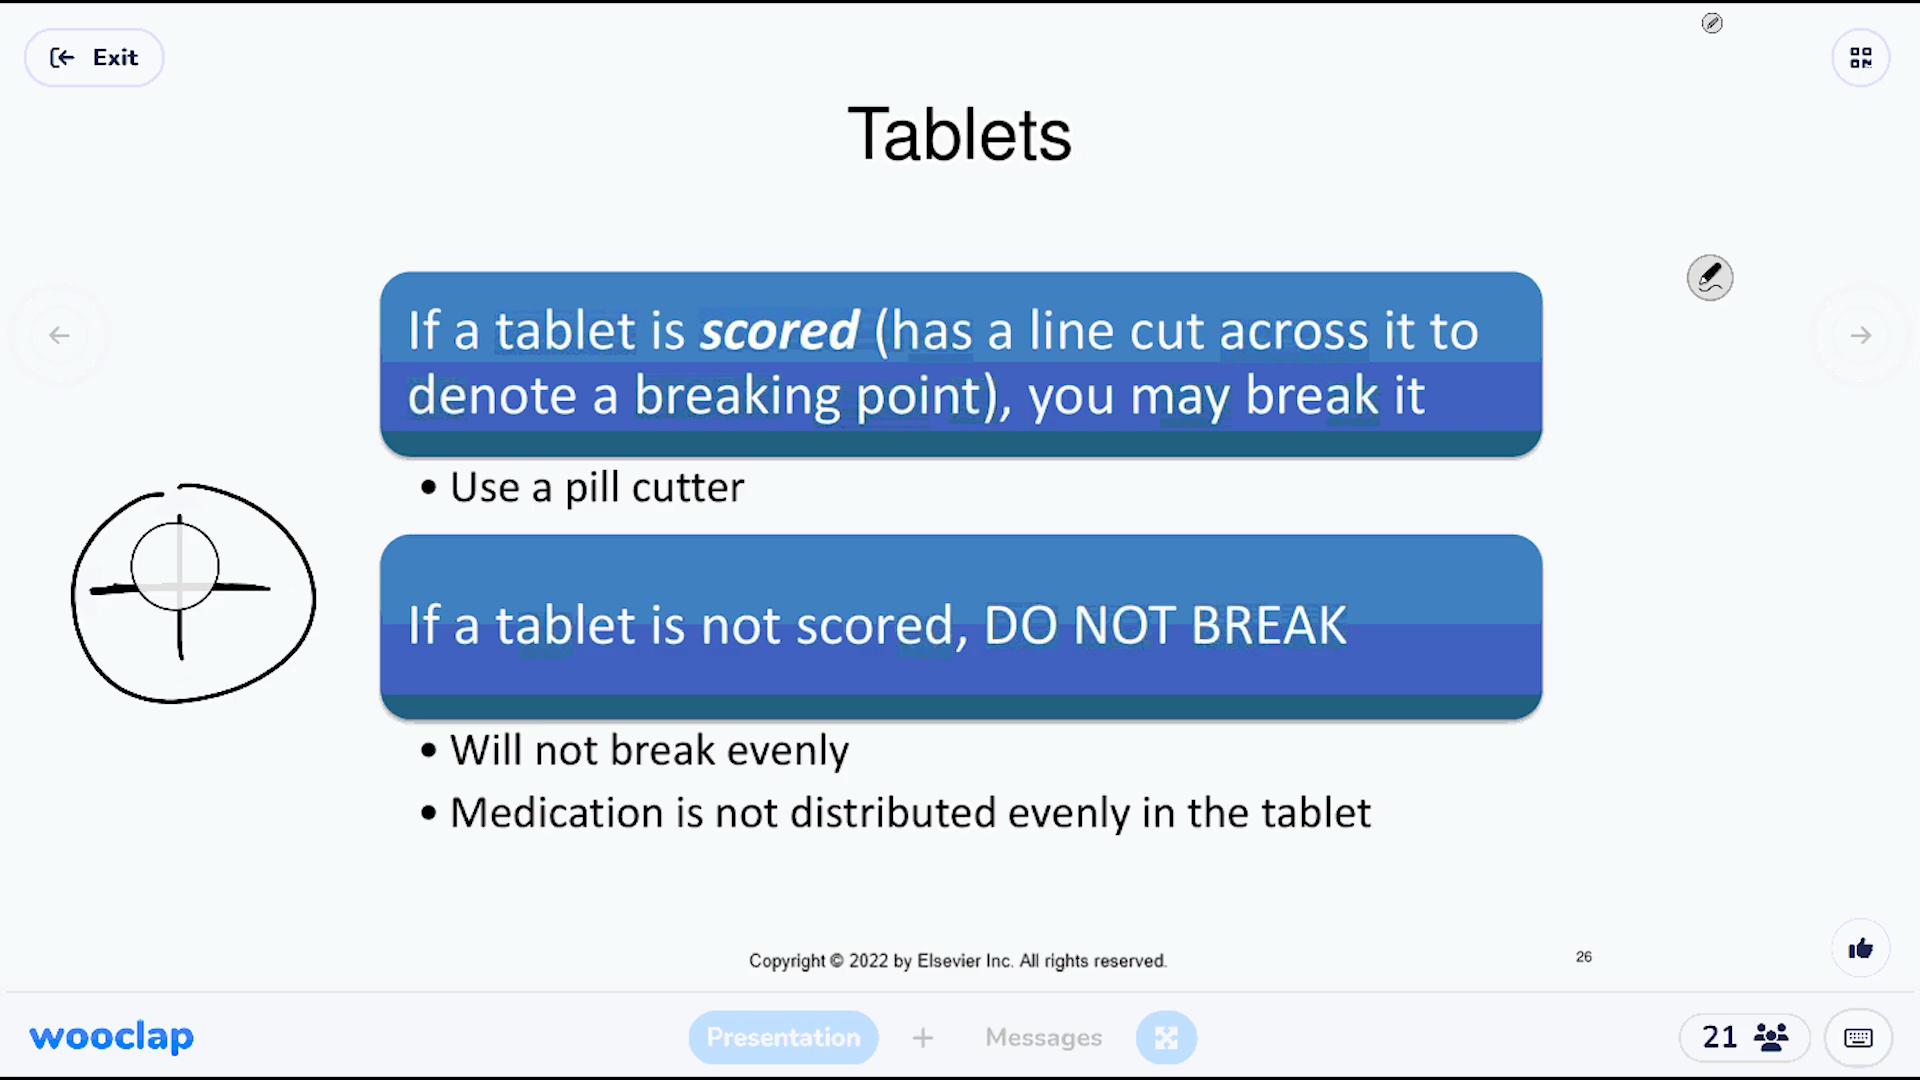 Exit
Tablets
If a tablet is scored (has a line cut across it to
denote a breaking point), you may break it
• Use a pill cutter
If a tablet is not scored, DO NOT BREAK
• Will not break evenly
• Medication is not distributed evenly in the tablet
Copyright © 2022 by Elsevier Inc. All rights reserved.
26
wooclap
Presentation
+
Messages
21